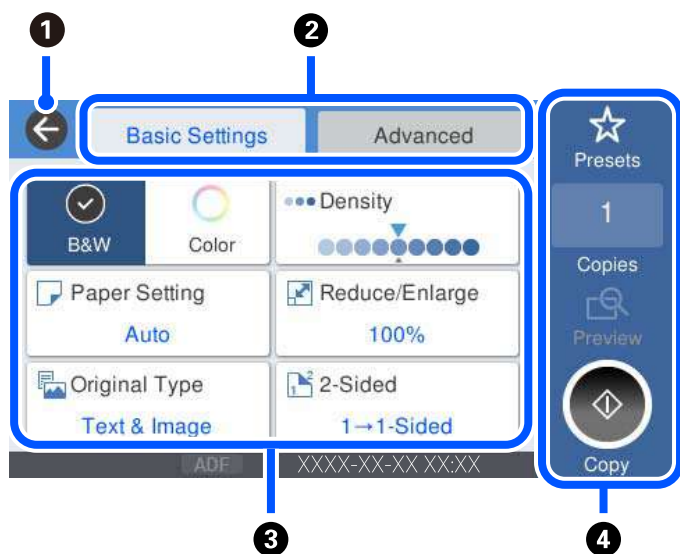 1
2
Basic Settings
Advanced
Presets
1
Copies
Preview
Copy
B&W
Color
Density
Paper Setting
Auto
Reduce/Enlarge
100%
Original Type
Text & Image
2-Sided
1→1-Sided
ADF
XXXX-XX-XX XX:XX
3
4